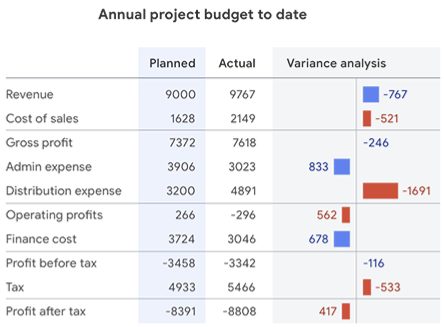 Annual project budget to date
Planned Actual Variance analysis
Revenue 9000 9767 -767
Cost of sales 1628 2149 -521
Gross profit 7372 7618 -246
Admin expense 3906 3023 833
Distribution expense 3200 4891 -1691
Operating profits 266 -296 562
Finance cost 3724 3046 678
Profit before tax -3458 -3342 -116
Tax 4933 5466 -533
Profit after tax -8391 -8808 417